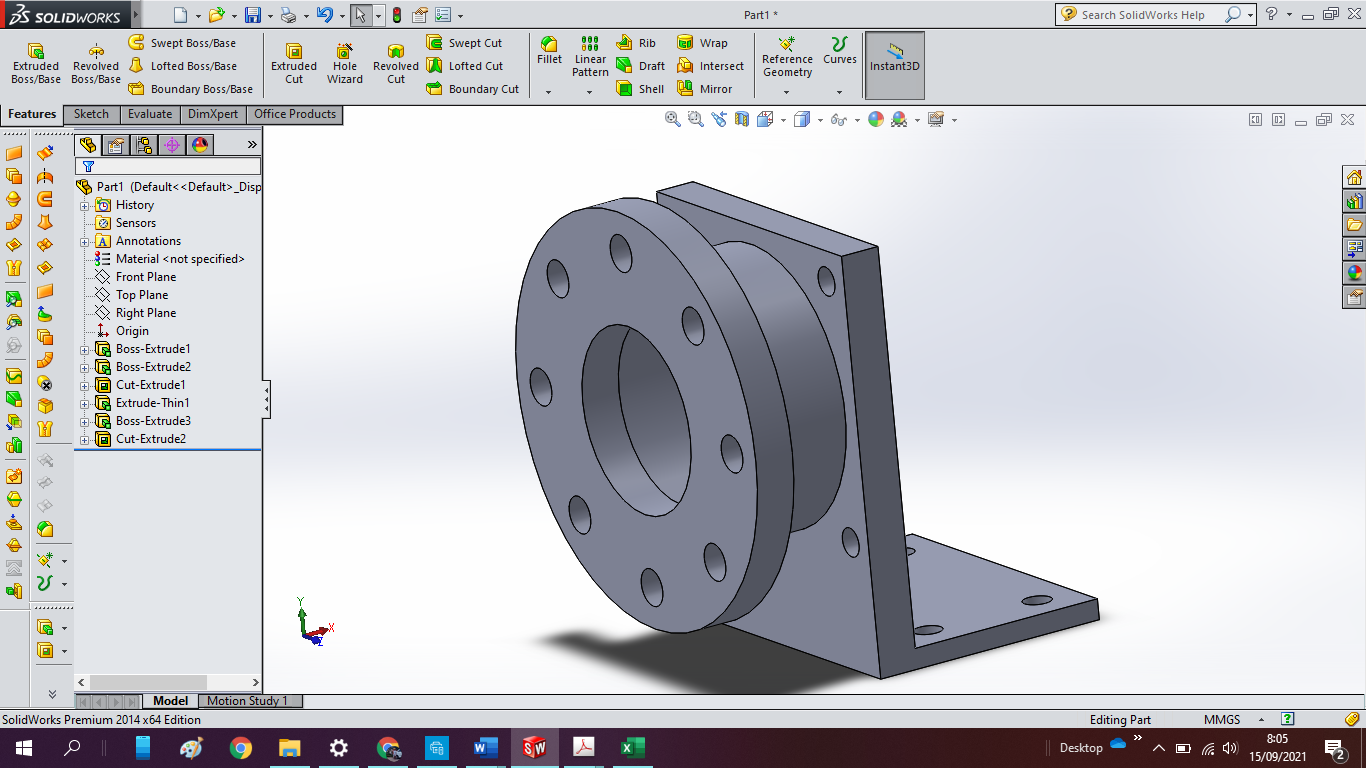 SOLIDWORKS
Part1 *
Search SolidWorks Help
Extruded Boss/Base
Revolved Boss/Base
Swept Boss/Base
Lofted Boss/Base
Boundary Boss/Base
Extruded Cut
Hole Wizard
Revolved Cut
Swept Cut
Lofted Cut
Boundary Cut
Fillet
Linear Pattern
Rib
Draft
Shell
Wrap
Intersect
Mirror
Reference Geometry
Curves
Instant3D
Features
Sketch
Evaluate
DimXpert
Office Products
Part1 (Default<<Default>_Disp
History
Sensors
Annotations
Material <not specified>
Front Plane
Top Plane
Right Plane
Origin
Boss-Extrude1
Boss-Extrude2
Cut-Extrude1
Extrude-Thin1
Boss-Extrude3
Cut-Extrude2
Y
X
Z
Model
Motion Study 1
SolidWorks Premium 2014 x64 Edition
Editing Part
MMGS
Desktop
8:05
15/09/2021
2